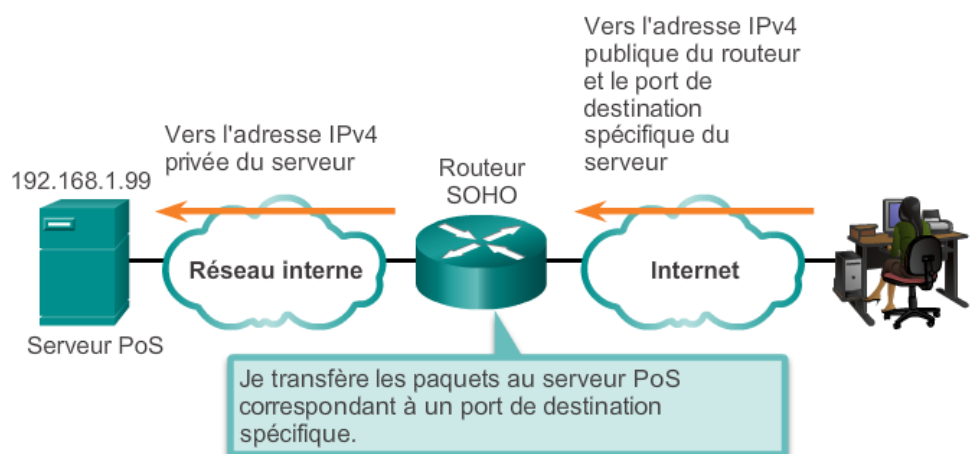 Vers l'adresse IPv4
publique du routeur
et le port de
destination
spécifique du
serveur
Vers l'adresse IPv4
privée du serveur
Routeur
SOHO
192.168.1.99
Réseau interne
Internet
Serveur PoS
Je transfère les paquets au serveur PoS
correspondant à un port de destination
spécifique.